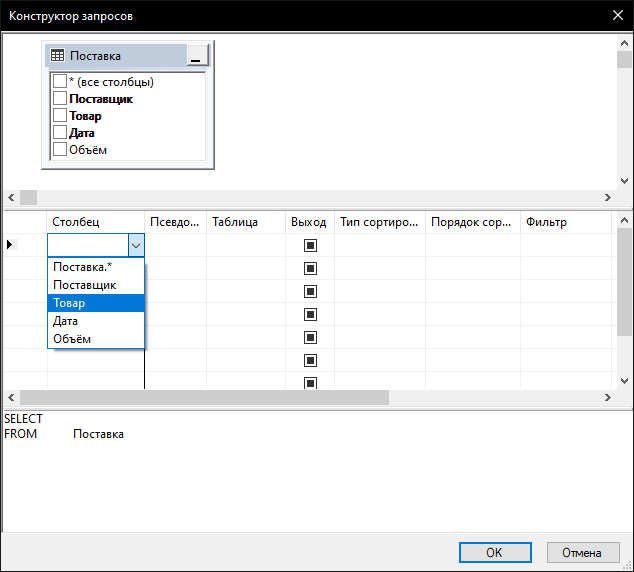 Конструктор запросов
Поставка
* (все столбцы)
Поставщик
Товар
Дата
Объём
Столбец Псевдо... Таблица Выход Тип сортиро... Порядок сор... Фильтр
Поставка.*
Поставщик
Товар
Дата
Объём
SELECT
FROM Поставка
OK Отмена